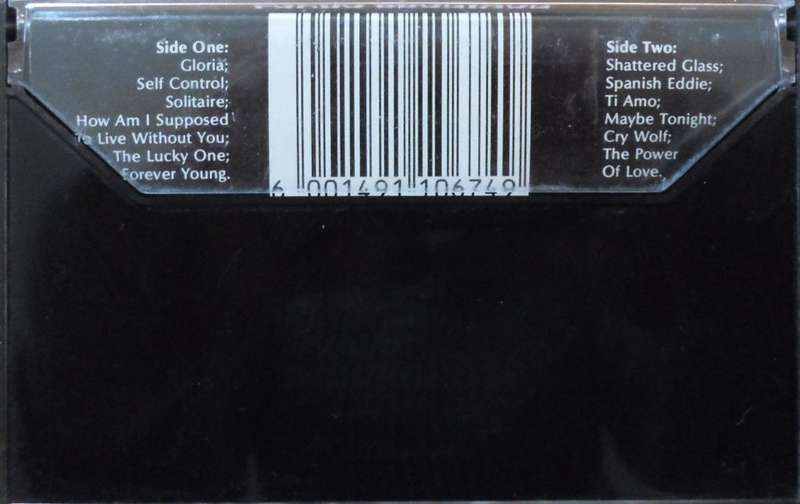 Side One:
Gloria;
Self Control;
Solitaire;
How Am I Supposed
To Live Without You;
The Lucky One;
Forever Young.
6 001491 106749
Side Two:
Shattered Glass;
Spanish Eddie;
Ti Amo;
Maybe Tonight;
Cry Wolf;
The Power
Of Love.